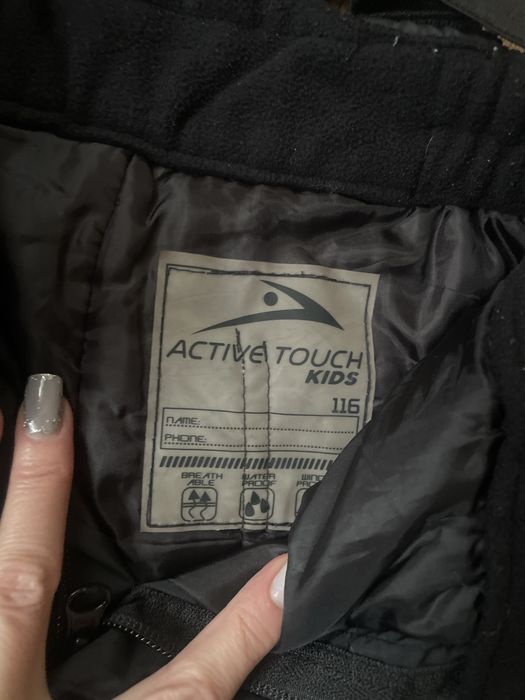 ACTIVE TOUCH
KIDS
116
NAME:
PHONE:
BREATH WATER
ABLE PROOF